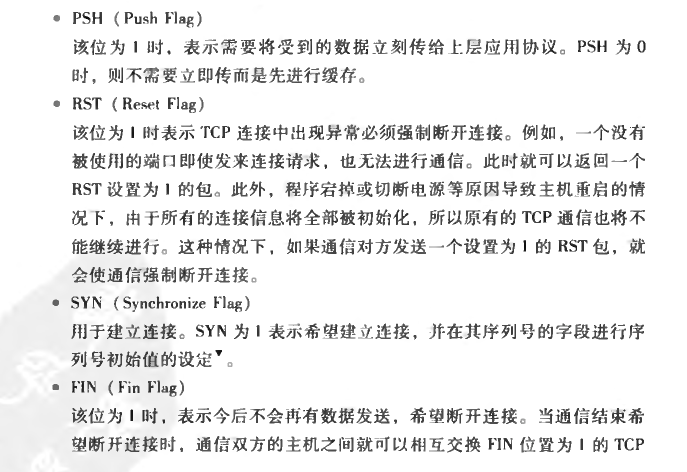 • PSH（Push Flag）
该位为1时，表示需要将受到的数据立刻传给上层应用协议。PSH 为0
时，则不需要立即传而是先进行缓存。
• RST（Reset Flag）
该位为1时表示 TCP 连接中出现异常必须强制断开连接。例如，一个没有
被使用的端口即使发来连接请求，也无法进行通信。此时就可以返回一个
RST 设置为1的包。此外，程序宕掉或切断电源等原因导致主机重启的情
况下，由于所有的连接信息将全部被初始化，所以原有的 TCP 通信也将不
能继续进行。这种情况下，如果通信对方发送一个设置为1的 RST 包，就
会使通信强制断开连接。
• SYN（Synchronize Flag）
用于建立连接。SYN 为1表示希望建立连接，并在其序列号的字段进行序
列号初始值的设定▼。
• FIN（Fin Flag）
该位为1时，表示今后不会再有数据发送，希望断开连接。当通信结束希
望断开连接时，通信双方的主机之间就可以相互交换 FIN 位置为1的 TCP